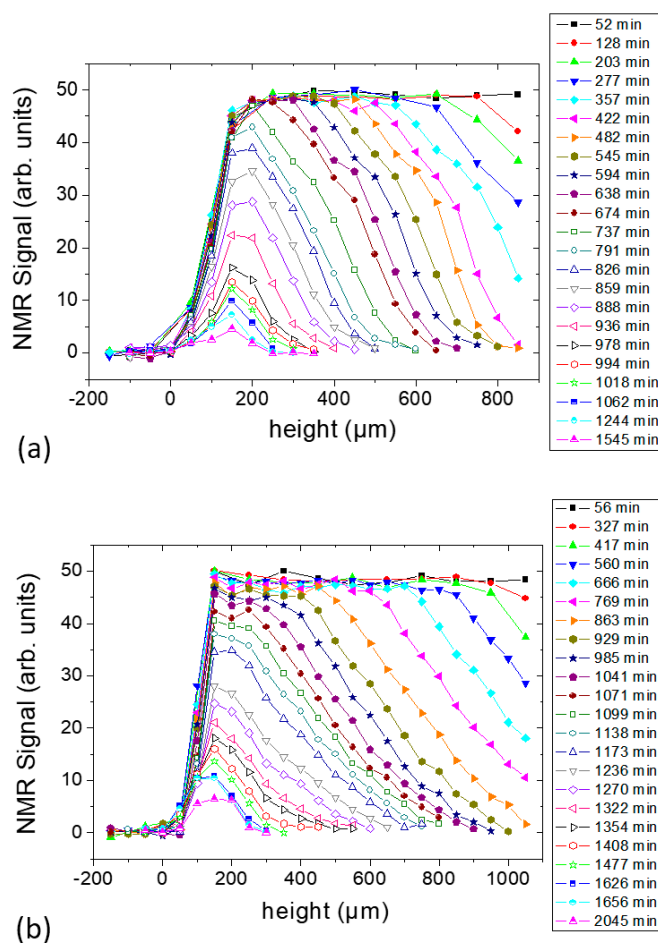 52 min
128 min
203 min
277 min
357 min
422 min
482 min
545 min
594 min
638 min
674 min
737 min
791 min
826 min
859 min
888 min
936 min
978 min
994 min
1018 min
1062 min
1244 min
1545 min
NMR Signal (arb. units)
50
40
30
20
10
0
-200 0 200 400 600 800
height (µm)
(a)
56 min
327 min
417 min
560 min
666 min
769 min
863 min
929 min
985 min
1041 min
1071 min
1099 min
1138 min
1173 min
1236 min
1270 min
1322 min
1354 min
1408 min
1477 min
1626 min
1656 min
2045 min
NMR Signal (arb. units)
50
40
30
20
10
0
-200 0 200 400 600 800 1000
height (µm)
(b)